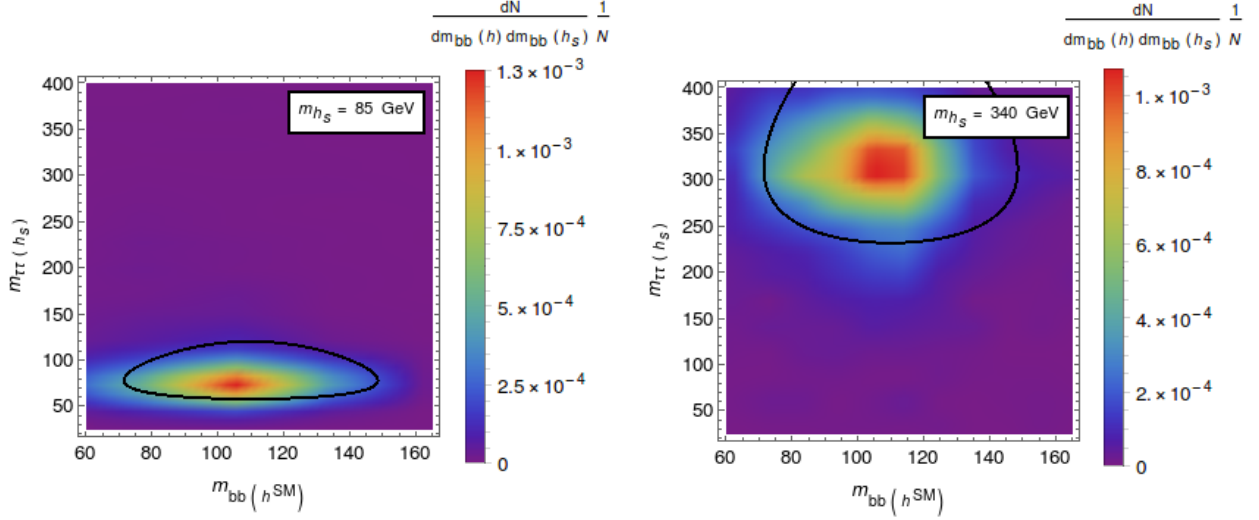 dN 1
dm_bb (h) dm_bb (h_s) N
400
350
300
250
200
150
100
50
m_ττ (h_s)
m_{h_s} = 85 GeV
60 80 100 120 140 160
m_bb (h^SM)
1.3 × 10^-3
1. × 10^-3
7.5 × 10^-4
5. × 10^-4
2.5 × 10^-4
0
dN 1
dm_bb (h) dm_bb (h_s) N
400
350
300
250
200
150
100
50
m_ττ (h_s)
m_{h_s} = 340 GeV
60 80 100 120 140 160
m_bb (h^SM)
1. × 10^-3
8. × 10^-4
6. × 10^-4
4. × 10^-4
2. × 10^-4
0